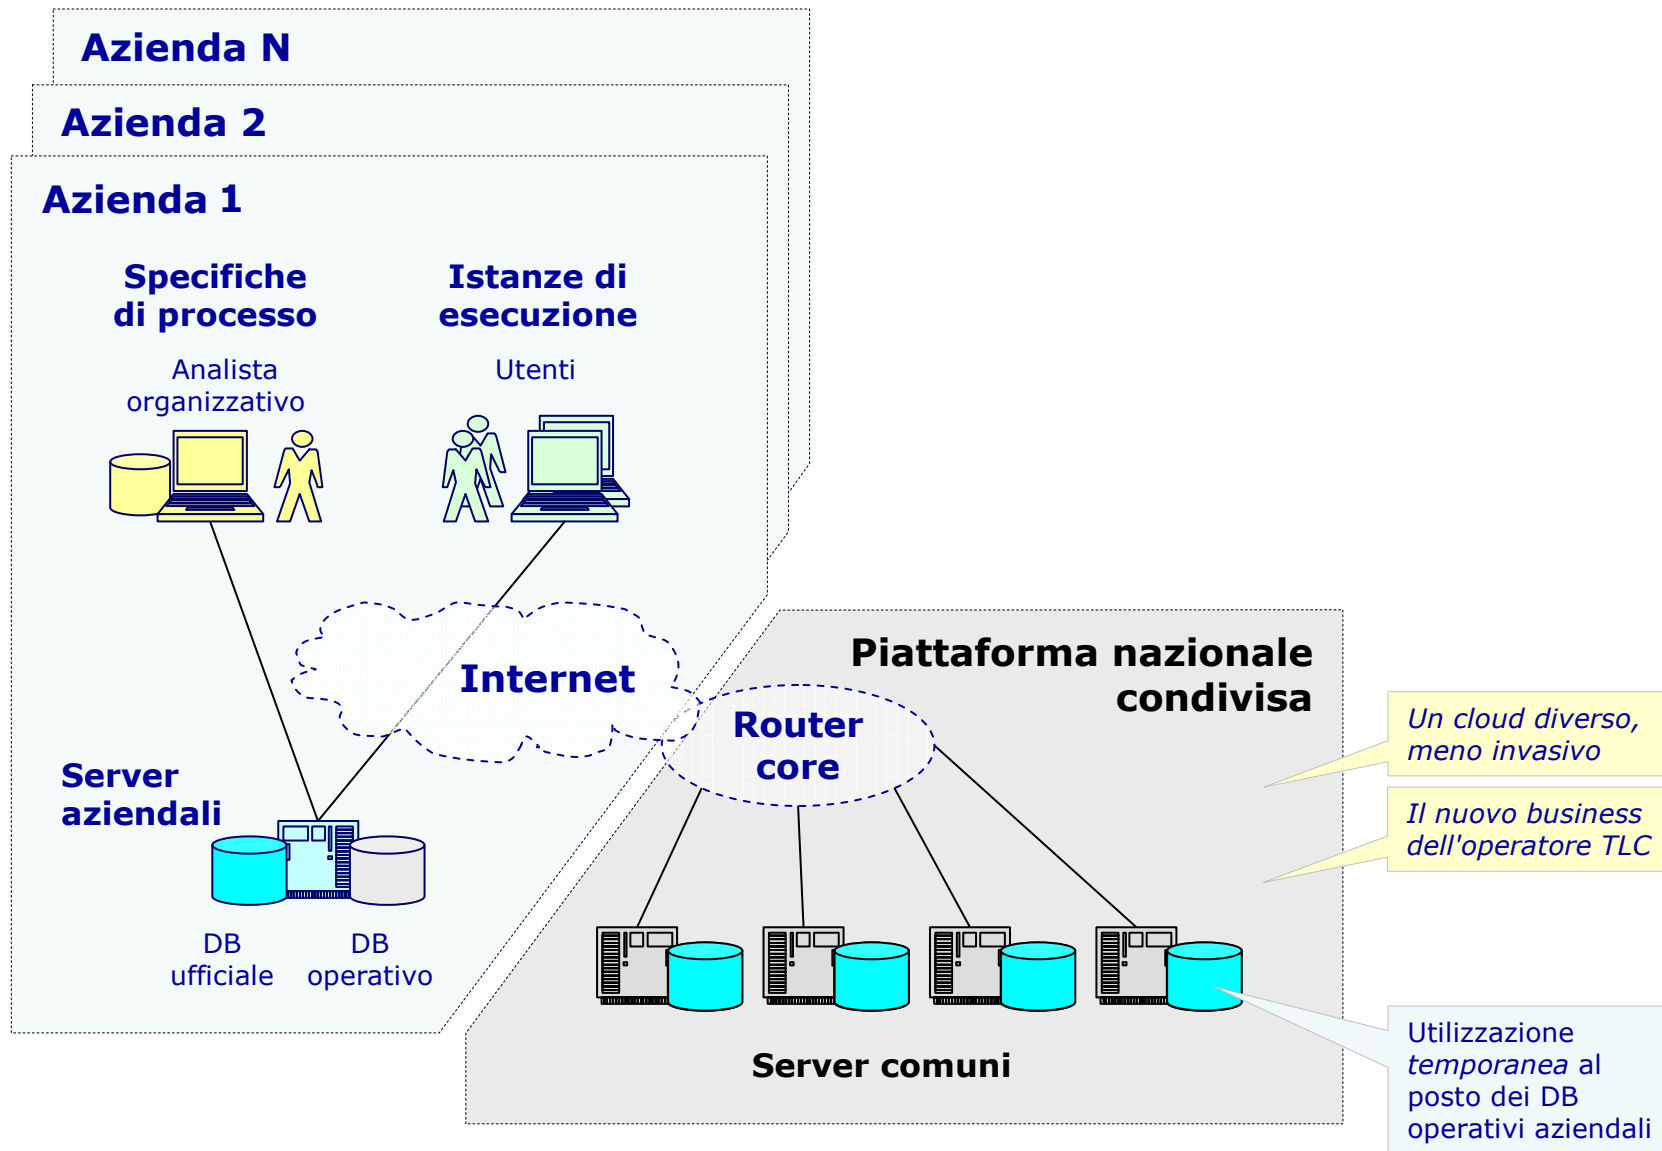 Azienda N
Azienda 2
Azienda 1
Specifiche
di processo
Istanze di
esecuzione
Analista
organizzativo
Utenti
Internet
Piattaforma nazionale
condivisa
Router
core
Un cloud diverso,
meno invasivo
Il nuovo business
dell'operatore TLC
Server
aziendali
DB
ufficiale
DB
operativo
Server comuni
Utilizzazione
temporanea al
posto dei DB
operativi aziendali